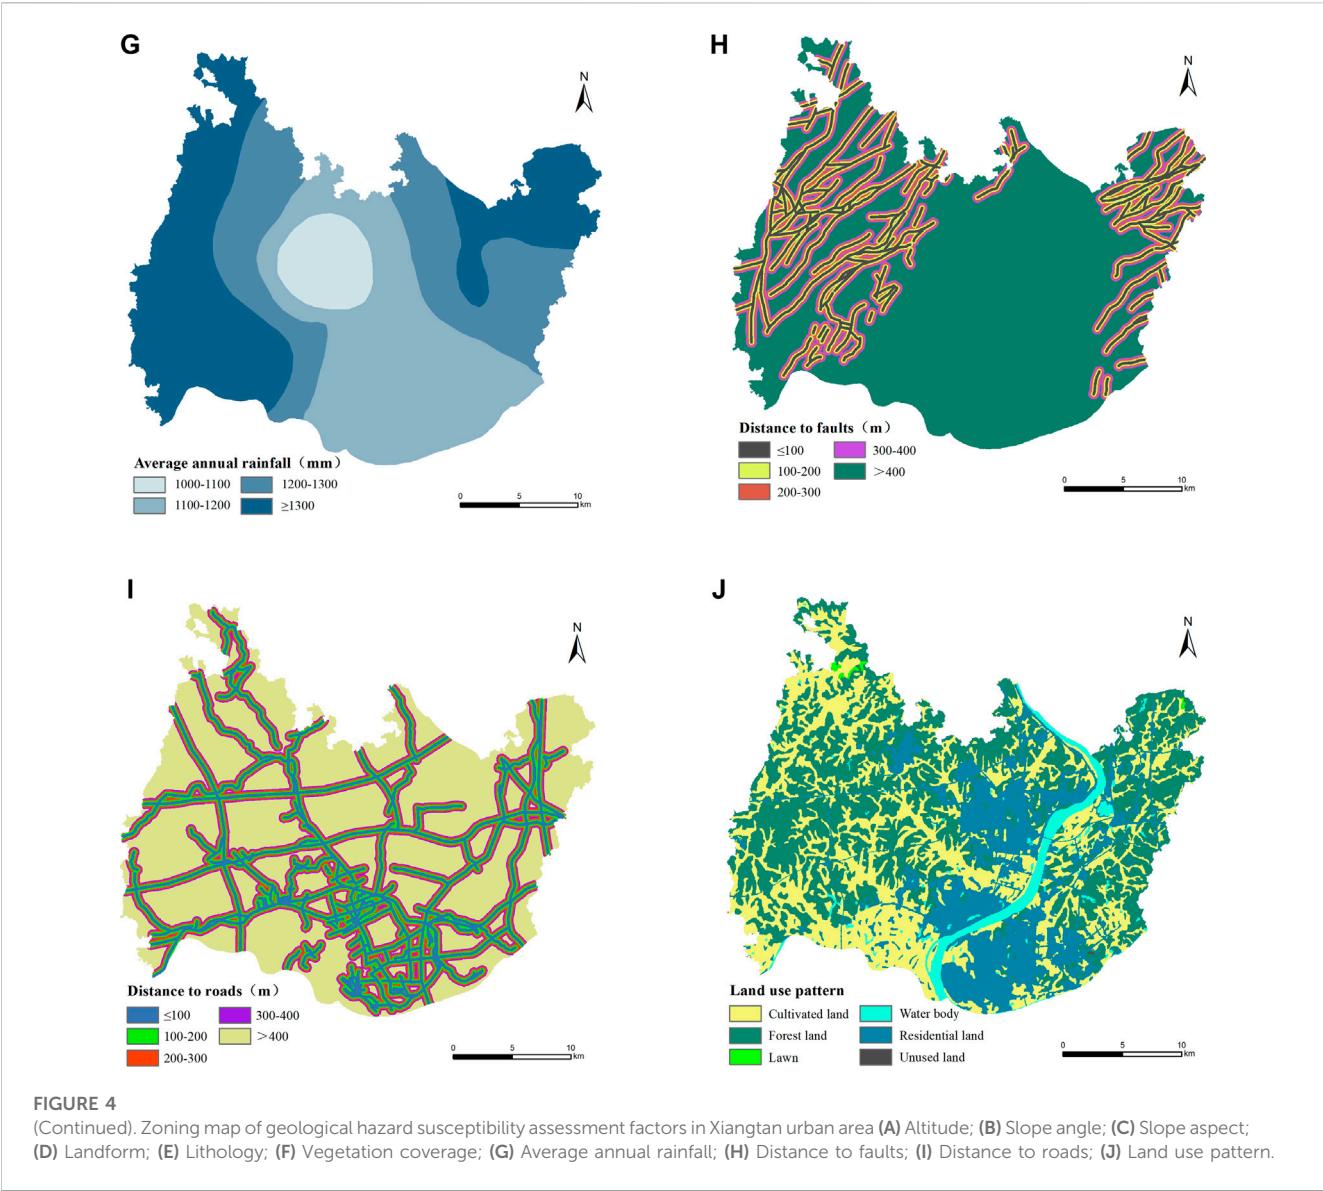 G
N
Average annual rainfall（mm）
1000-1100
1200-1300
1100-1200
≥1300
0 5 10
km
H
N
Distance to faults（m）
≤100
300-400
100-200
＞400
200-300
0 5 10
km
I
N
Distance to roads（m）
≤100
300-400
100-200
＞400
200-300
0 5 10
km
J
N
Land use pattern
Cultivated land
Water body
Forest land
Residential land
Lawn
Unused land
0 5 10
km
FIGURE 4
(Continued). Zoning map of geological hazard susceptibility assessment factors in Xiangtan urban area (A) Altitude; (B) Slope angle; (C) Slope aspect;
(D) Landform; (E) Lithology; (F) Vegetation coverage; (G) Average annual rainfall; (H) Distance to faults; (I) Distance to roads; (J) Land use pattern.